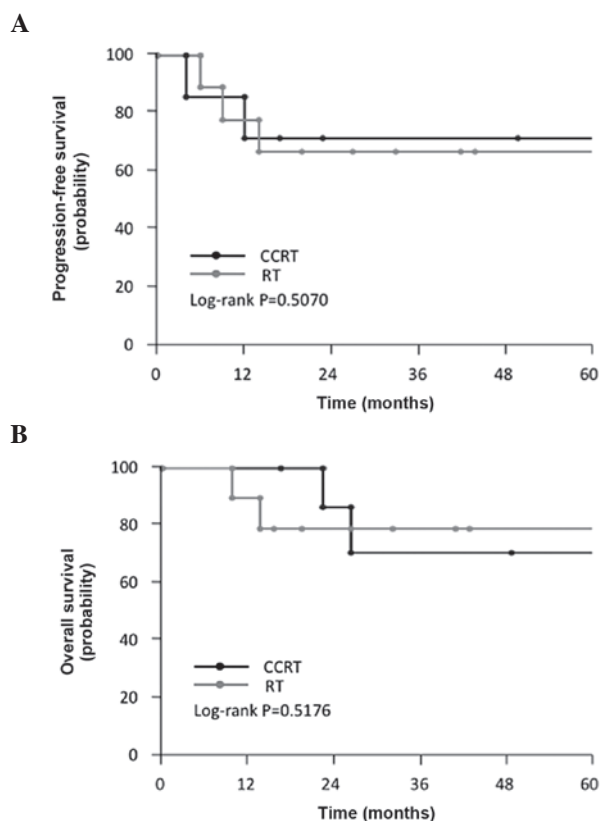 A
100
80
60
40
20
0
Progression-free survival
(probability)
CCRT
RT
Log-rank P=0.5070
0 12 24 36 48 60
Time (months)
B
100
80
60
40
20
0
Overall survival
(probability)
CCRT
RT
Log-rank P=0.5176
0 12 24 36 48 60
Time (months)